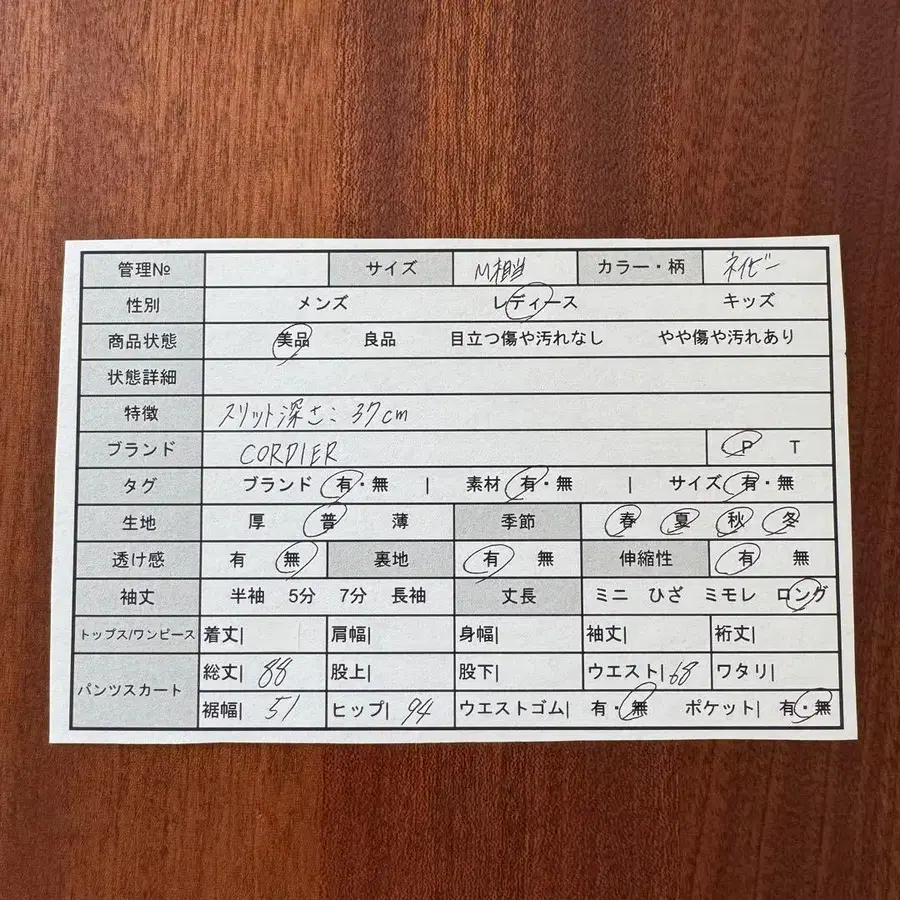 管理№ サイズ M相当 カラー・柄 ネイビー
性別 メンズ レディース キッズ
商品状態 美品 良品 目立つ傷や汚れなし やや傷や汚れあり
状態詳細
特徴 スリット深さ: 37cm
ブランド CORDIER P T
タグ ブランド 有・無 | 素材 有・無 | サイズ 有・無
生地 厚 普 薄 季節 春 夏 秋 冬
透け感 有 無 裏地 有 無 伸縮性 有 無
袖丈 半袖 5分 7分 長袖 丈長 ミニ ひざ ミモレ ロング
トップス/ワンピース 着丈| 肩幅| 身幅| 袖丈| 裄丈|
パンツスカート 総丈| 88 股上| 股下| ウエスト| 68 ワタリ|
裾幅| 51 ヒップ| 94 ウエストゴム| 有・無 ポケット| 有・無